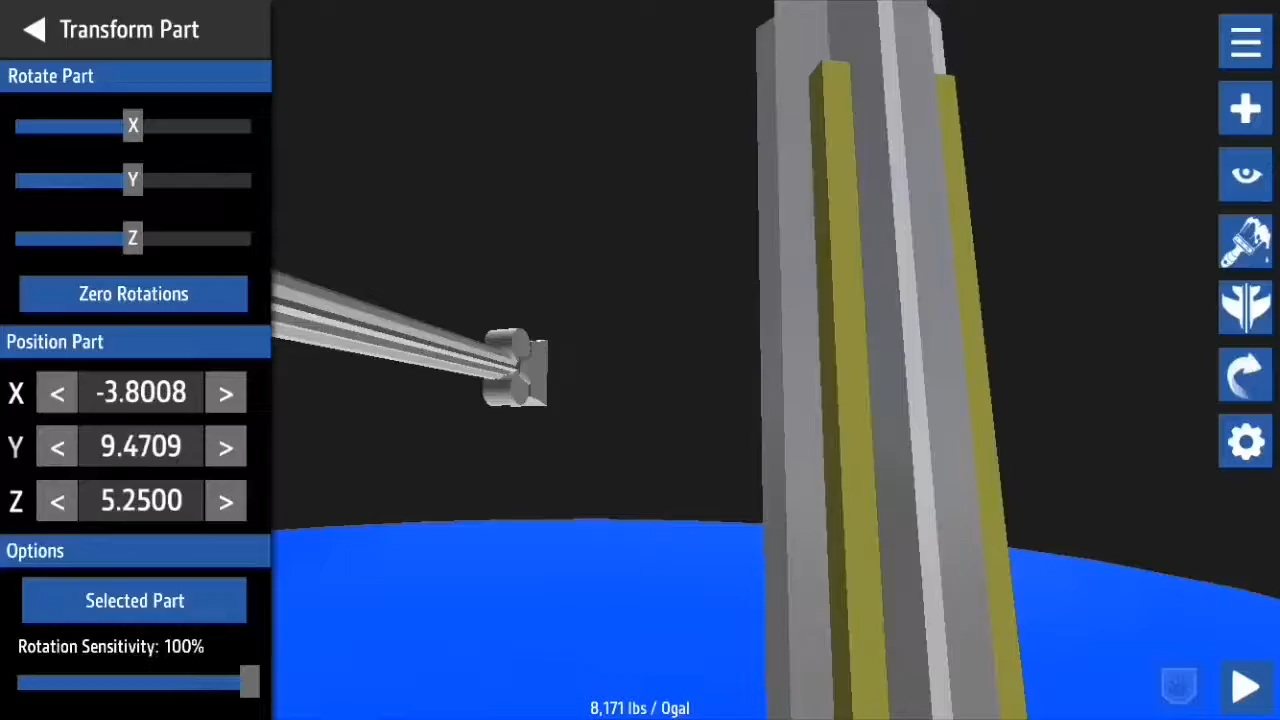 Transform Part
Rotate Part
X
Y
Z
Zero Rotations
Position Part
X < -3.8008 >
Y < 9.4709 >
Z < 5.2500 >
Options
Selected Part
Rotation Sensitivity: 100%
8,171 lbs / 0gal